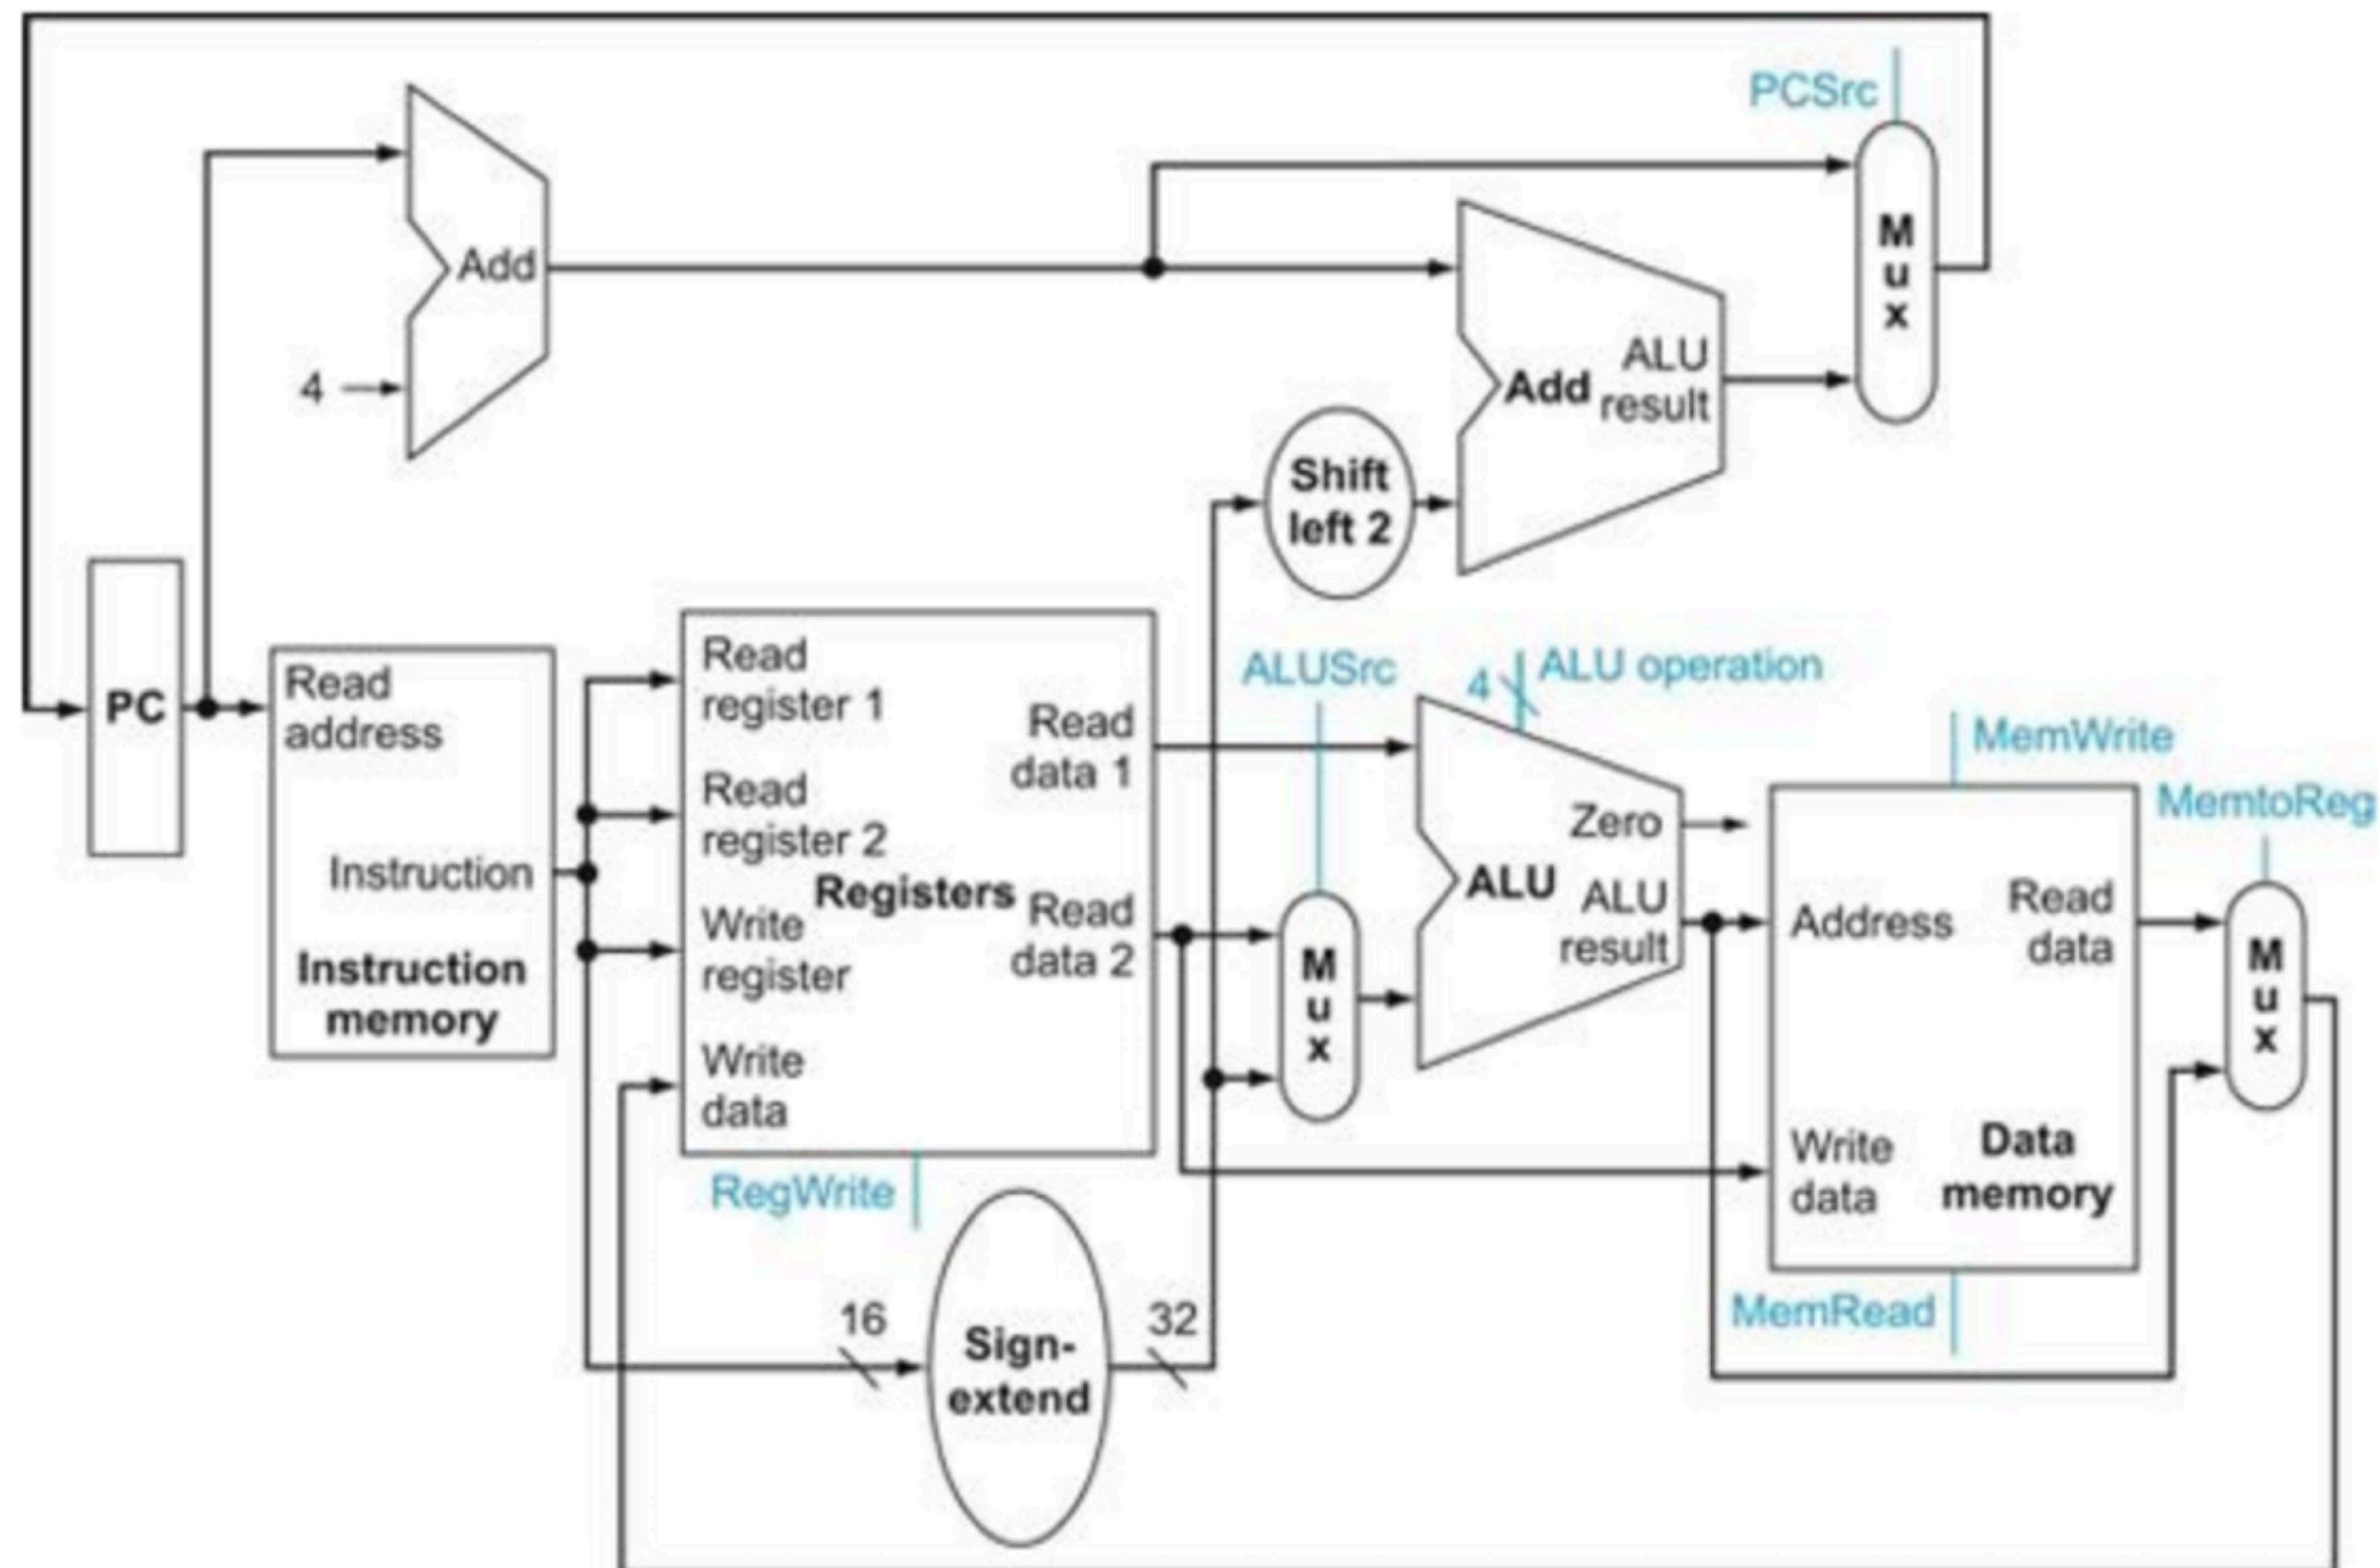 PCSrc
M
u
x
Add
4
ALU
Add result
Shift
left 2
PC
Read
address
Instruction
Instruction
memory
Read
register 1
Read
register 2
Registers
Write
register
Write
data
Read
data 1
Read
data 2
RegWrite
16
Sign-
extend
32
ALUSrc
M
u
x
4
ALU operation
Zero
ALU
ALU
result
MemWrite
Address
Read
data
Write
data
Data
memory
MemRead
MemtoReg
M
u
x